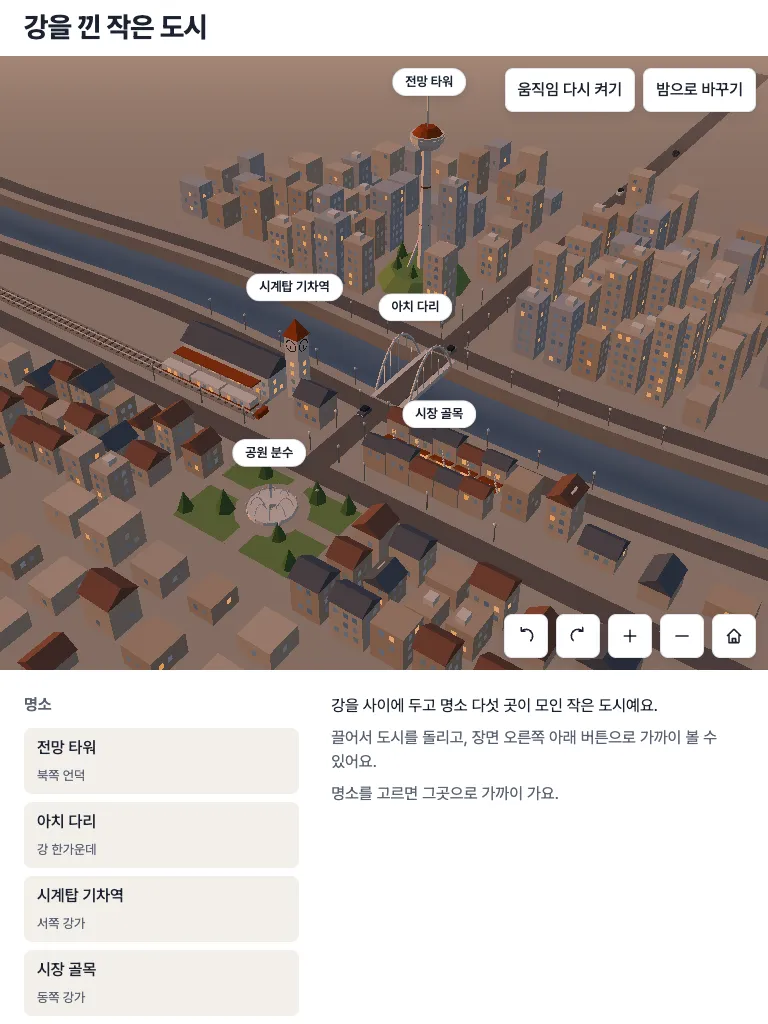 강을 낀 작은 도시
전망 타워
움직임 다시 켜기
밤으로 바꾸기
시계탑 기차역
아치 다리
시장 골목
공원 분수
명소
전망 타워
북쪽 언덕
아치 다리
강 한가운데
시계탑 기차역
서쪽 강가
시장 골목
동쪽 강가
강을 사이에 두고 명소 다섯 곳이 모인 작은 도시예요.
끌어서 도시를 돌리고, 장면 오른쪽 아래 버튼으로 가까이 볼 수
있어요.
명소를 고르면 그곳으로 가까이 가요.